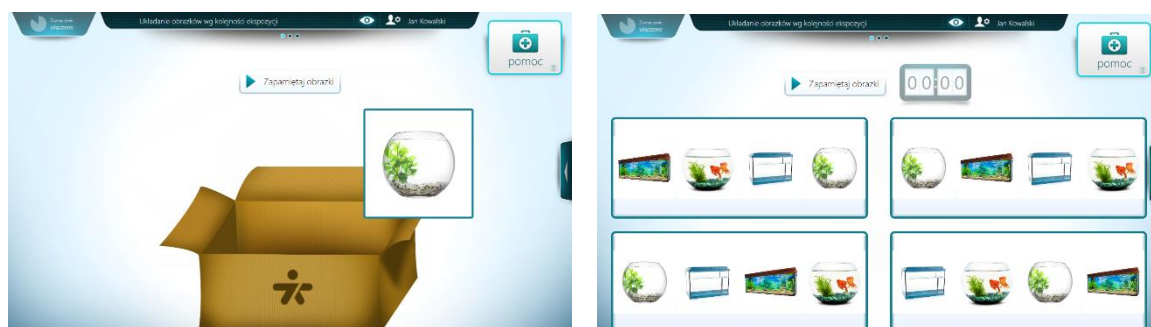 Układanie obrazków wg kolejności ekspozycji
Jan Kowalski
pomoc
Zapamiętaj obrazki
Układanie obrazków wg kolejności ekspozycji
Jan Kowalski
pomoc
Zapamiętaj obrazki
00:00